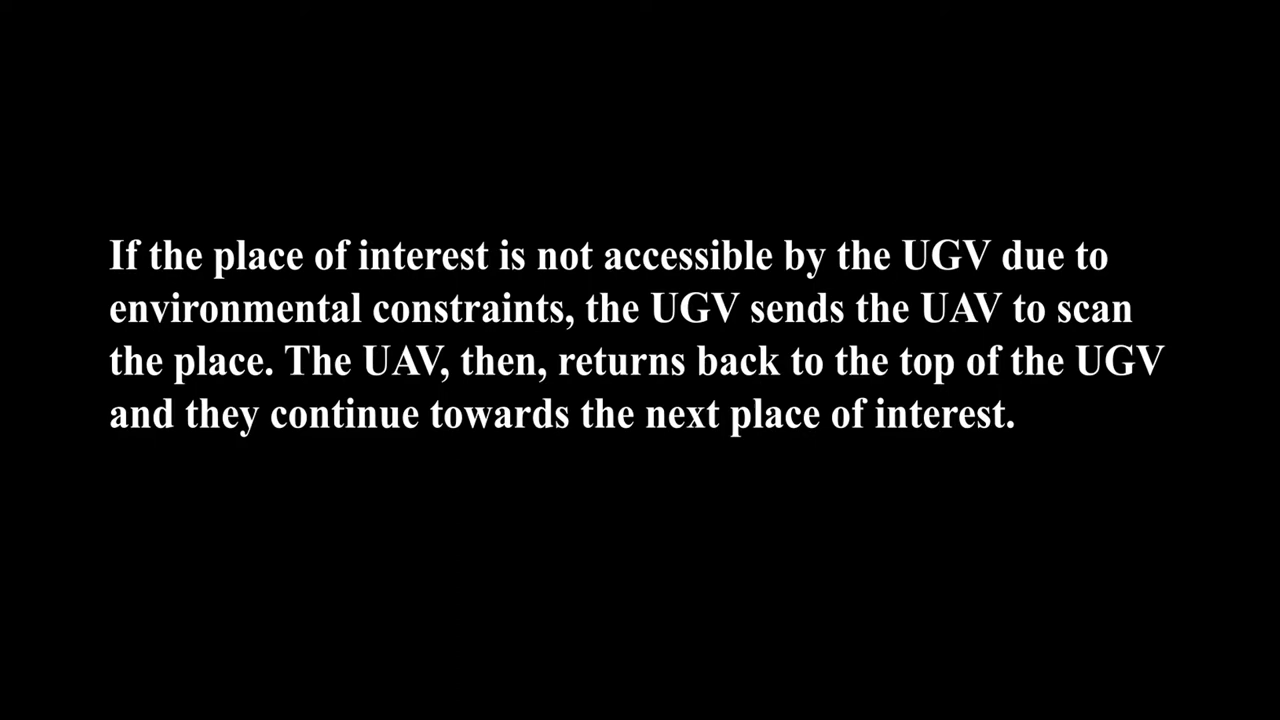 If the place of interest is not accessible by the UGV due to
environmental constraints, the UGV sends the UAV to scan
the place. The UAV, then, returns back to the top of the UGV
and they continue towards the next place of interest.